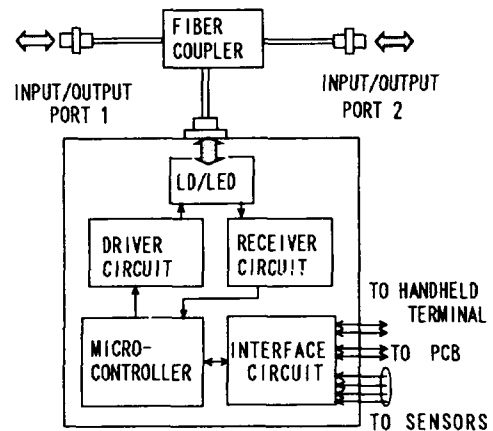 FIBER
COUPLER
INPUT/OUTPUT
PORT 1
INPUT/OUTPUT
PORT 2
LD/LED
DRIVER
CIRCUIT
RECEIVER
CIRCUIT
MICRO-
CONTROLLER
INTERFACE
CIRCUIT
TO HANDHELD
TERMINAL
TO PCB
TO SENSORS